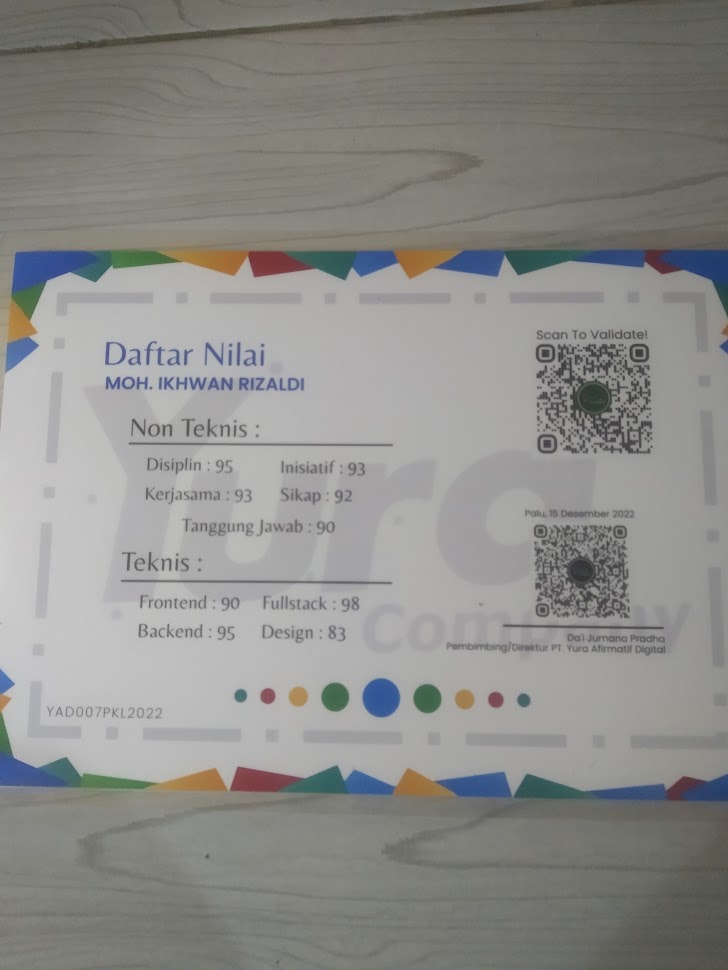 Scan To Validate!
Daftar Nilai
MOH. IKHWAN RIZALDI
Non Teknis :
Disiplin : 95 Inisiatif : 93
Kerjasama : 93 Sikap : 92
Tanggung Jawab : 90
Palu, 15 Desember 2022
Teknis :
Frontend : 90 Fullstack : 98
Backend : 95 Design : 83
Da'i Jumana Pradha
Pembimbing/Direktur PT. Yura Afirmatif Digital
YAD007PKL2022
Yura
Company